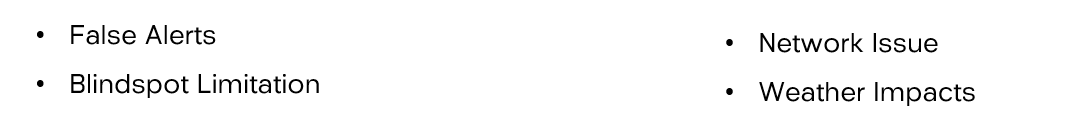 • False Alerts
• Blindspot Limitation
• Network Issue
• Weather Impacts